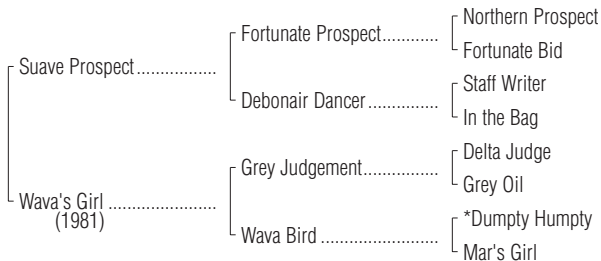 Northern Prospect
Fortunate Prospect............
Fortunate Bid
Suave Prospect.................
Staff Writer
Debonair Dancer ...............
In the Bag
Delta Judge
Grey Judgement................
Grey Oil
Wava's Girl .......................
(1981)
*Dumpty Humpty
Wava Bird .........................
Mar's Girl